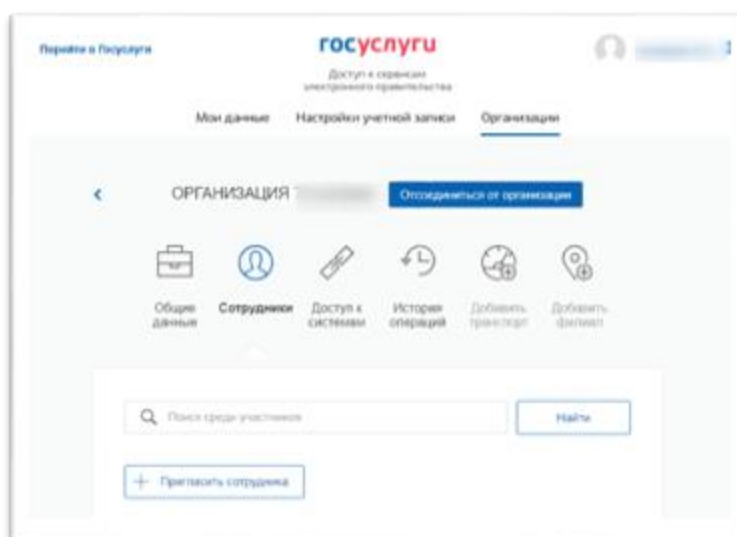 Перейти в Госуслуги
госуслуги
Доступ к сервисам
электронного правительства
Мои данные Настройки учетной записи Организации
ОРГАНИЗАЦИЯ
Отсоединиться от организации
Общие данные
Сотрудники
Доступ к системам
История операций
Добавить транспорт
Добавить филиал
Поиск среди участников
Найти
Пригласить сотрудника